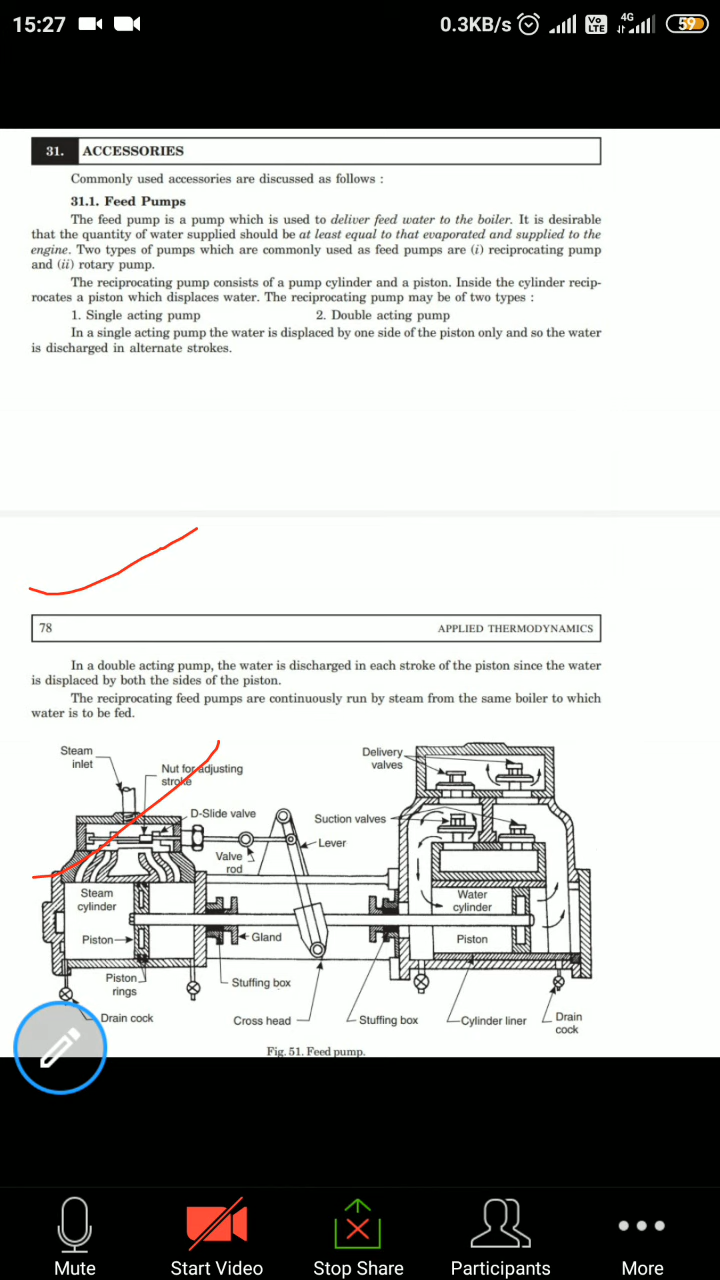 15:27 0.3KB/s Vo LTE 4G 59
31. ACCESSORIES
Commonly used accessories are discussed as follows :
31.1. Feed Pumps
The feed pump is a pump which is used to deliver feed water to the boiler. It is desirable
that the quantity of water supplied should be at least equal to that evaporated and supplied to the
engine. Two types of pumps which are commonly used as feed pumps are (i) reciprocating pump
and (ii) rotary pump.
The reciprocating pump consists of a pump cylinder and a piston. Inside the cylinder recip-
rocates a piston which displaces water. The reciprocating pump may be of two types :
1. Single acting pump 2. Double acting pump
In a single acting pump the water is displaced by one side of the piston only and so the water
is discharged in alternate strokes.
78 APPLIED THERMODYNAMICS
In a double acting pump, the water is discharged in each stroke of the piston since the water
is displaced by both the sides of the piston.
The reciprocating feed pumps are continuously run by steam from the same boiler to which
water is to be fed.
Steam
inlet
Nut for adjusting
stroke
Delivery
valves
D-Slide valve
Suction valves
Lever
Valve
rod
Steam
cylinder
Water
cylinder
Piston
Gland
Piston
Piston
rings
Stuffing box
Drain cock
Cross head
Stuffing box
Cylinder liner
Drain
cock
Fig. 51. Feed pump.
Mute Start Video Stop Share Participants More